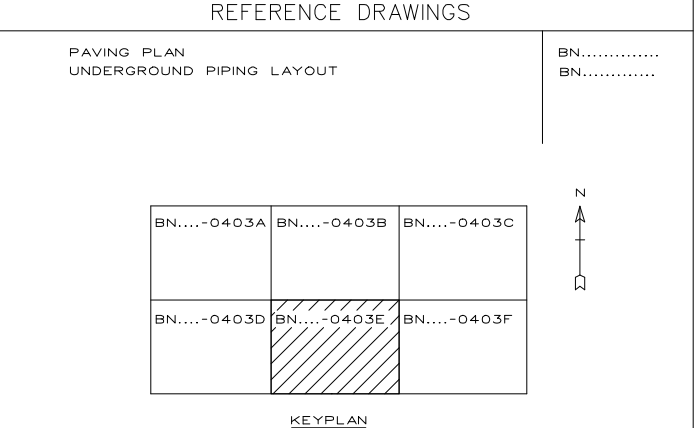 REFERENCE DRAWINGS
PAVING PLAN BN..............
UNDERGROUND PIPING LAYOUT BN.............
N
BN....-0403A BN....-0403B BN....-0403C
BN....-0403D BN....-0403E BN....-0403F
KEYPLAN